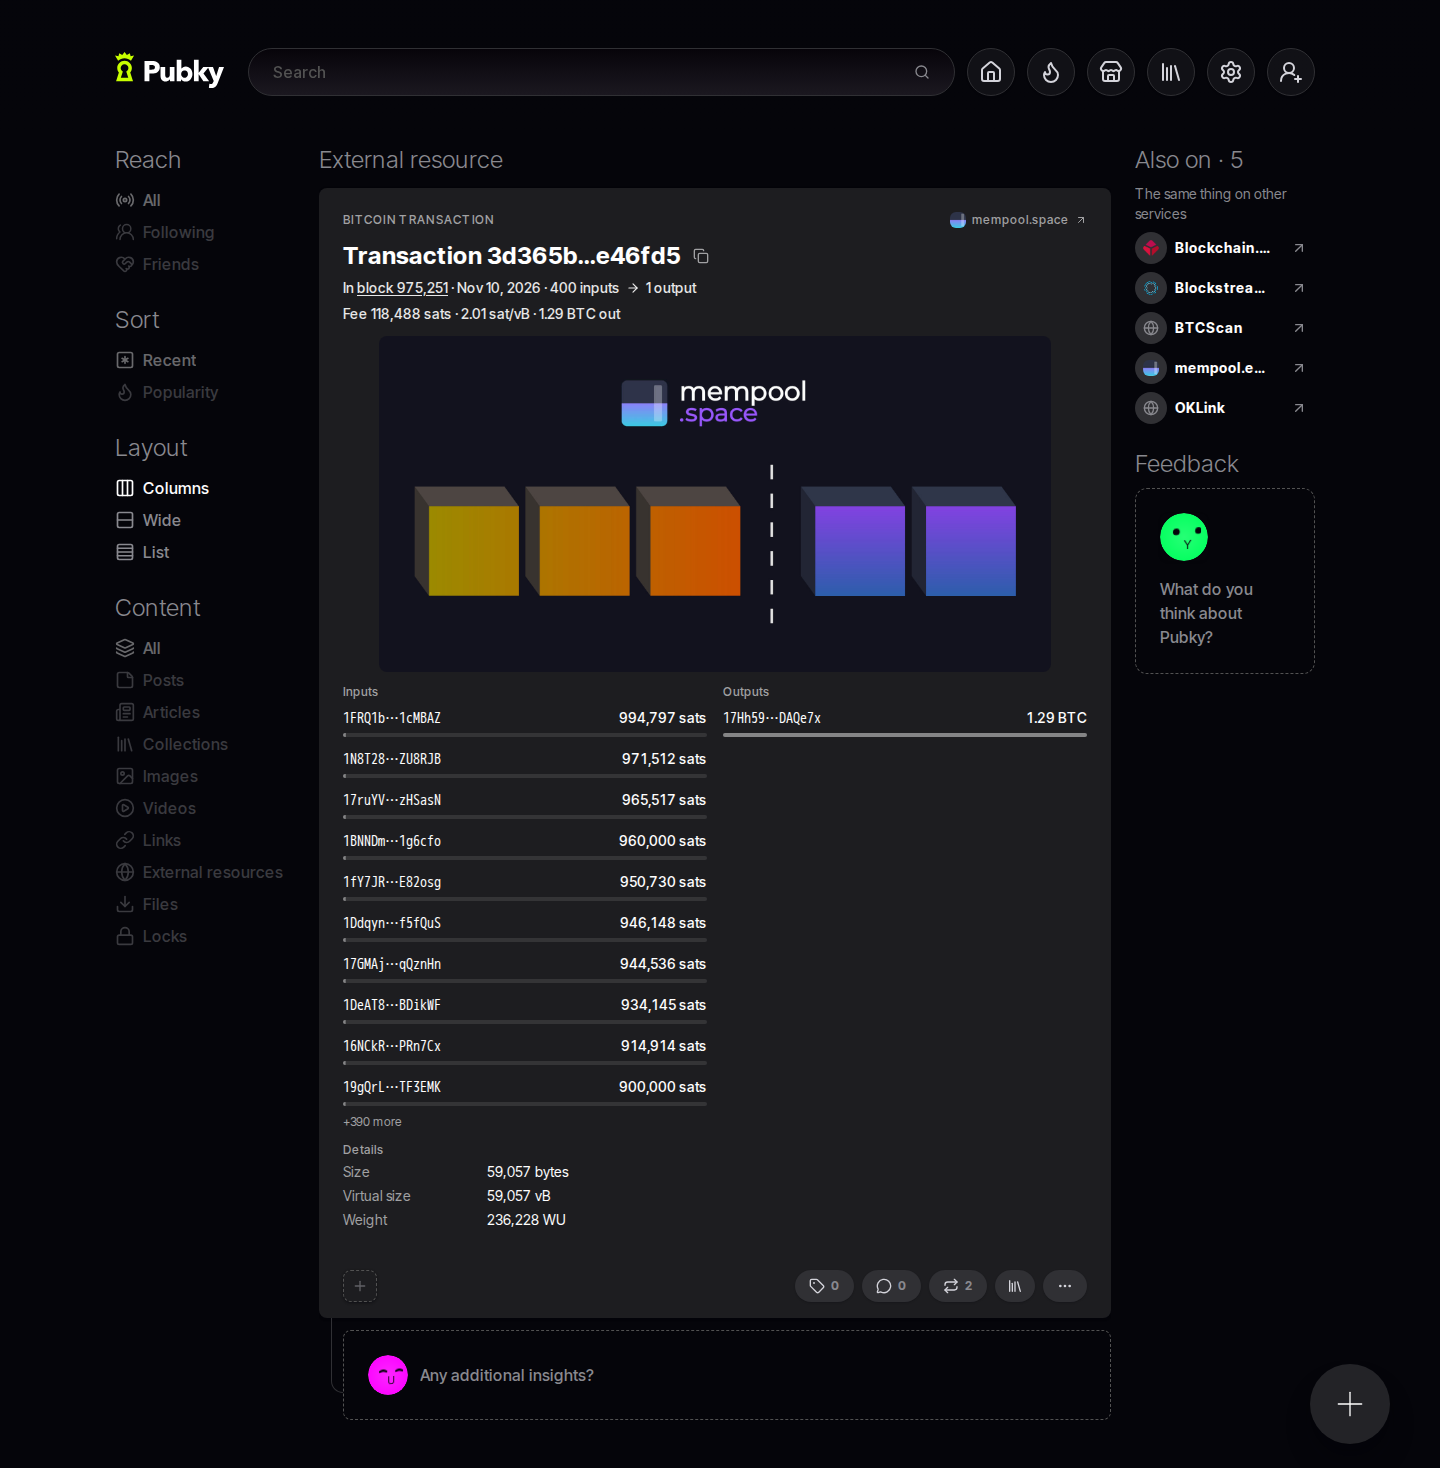 Pubky
Search
Reach
All
Following
Friends
Sort
Recent
Popularity
Layout
Columns
Wide
List
Content
All
Posts
Articles
Collections
Images
Videos
Links
External resources
Files
Locks
External resource
BITCOIN TRANSACTION
mempool.space
Transaction 3d365b...e46fd5
In block 975,251 · Nov 10, 2026 · 400 inputs → 1 output
Fee 118,488 sats · 2.01 sat/vB · 1.29 BTC out
mempool
.space
Inputs
1FRQ1b···1cMBAZ 994,797 sats
1N8T28···ZU8RJB 971,512 sats
17ruYV···zHSasN 965,517 sats
1BNNDm···1g6cfo 960,000 sats
1fY7JR···E82osg 950,730 sats
1Ddqyn···f5fQuS 946,148 sats
17GMAj···qQznHn 944,536 sats
1DeAT8···BDikWF 934,145 sats
16NCkR···PRn7Cx 914,914 sats
19gQrL···TF3EMK 900,000 sats
+390 more
Outputs
17Hh59···DAQe7x 1.29 BTC
Details
Size 59,057 bytes
Virtual size 59,057 vB
Weight 236,228 WU
0
0
2
Any additional insights?
Also on · 5
The same thing on other
services
Blockchain....
Blockstrea...
BTCScan
mempool.e...
OKLink
Feedback
What do you
think about
Pubky?